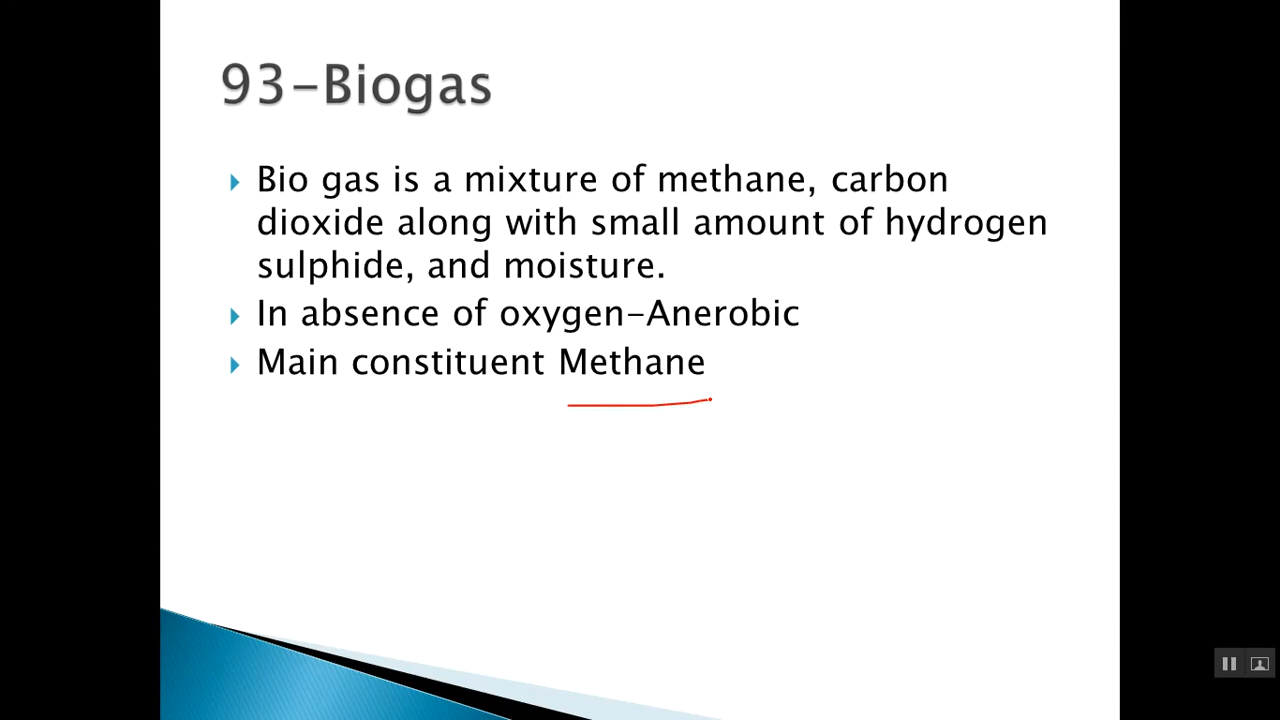 93-Biogas
Bio gas is a mixture of methane, carbon
dioxide along with small amount of hydrogen
sulphide, and moisture.
In absence of oxygen-Anerobic
Main constituent Methane